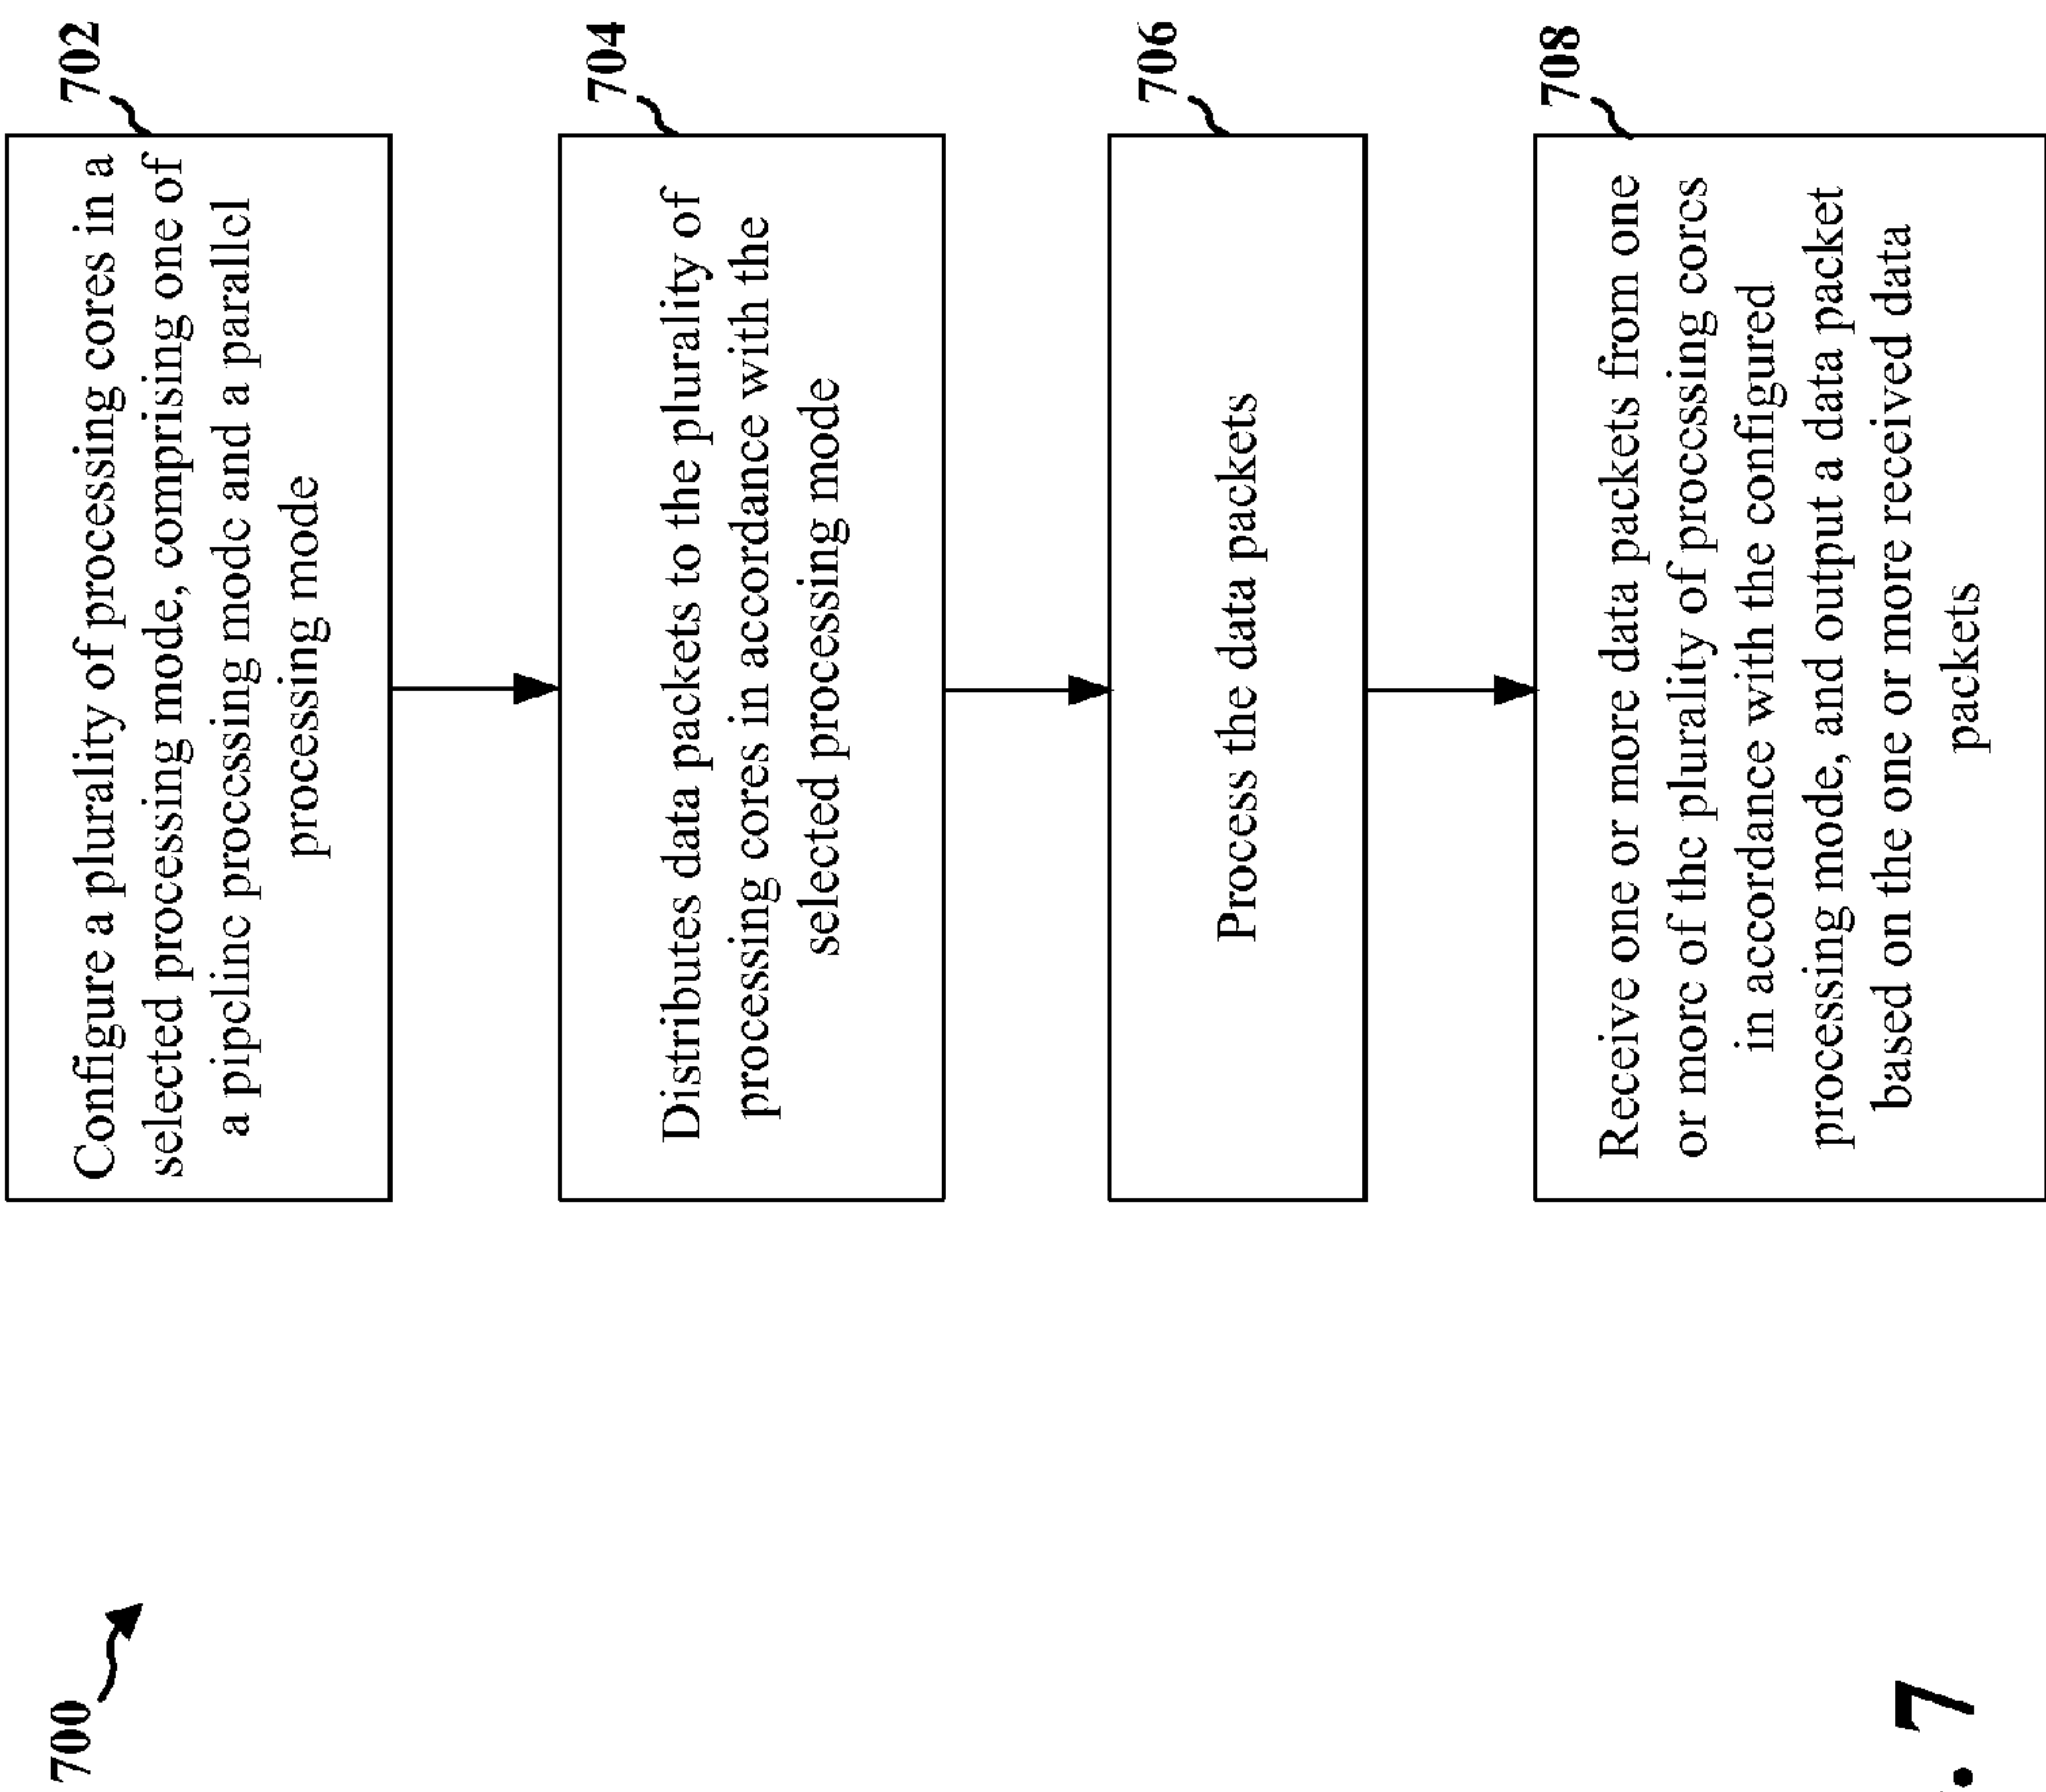 700
702
Configure a plurality of processing cores in a
selected processing mode, comprising one of
a pipeline processing mode and a parallel
processing mode
704
Distributes data packets to the plurality of
processing cores in accordance with the
selected processing mode
706
Process the data packets
708
Receive one or more data packets from one
or more of the plurality of processing cores
in accordance with the configured
processing mode, and output a data packet
based on the one or more received data
packets
. 7